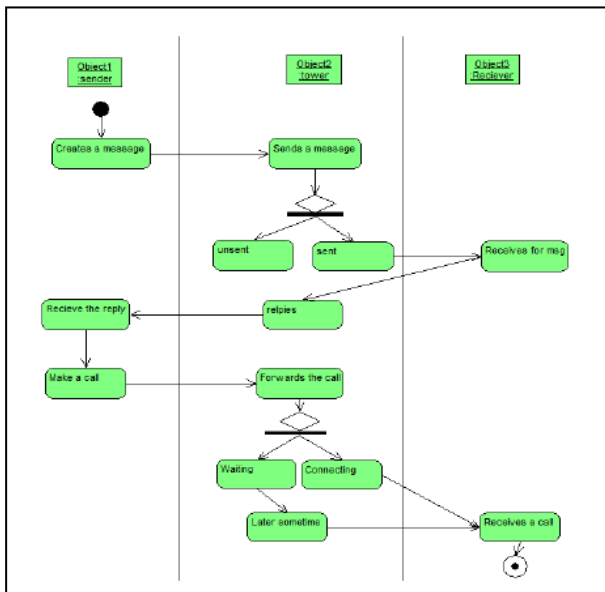 Object1
:sender
Object2
:tower
Object3
:Reciever
Creates a message
Sends a message
unsent
sent
Receives for msg
relpies
Recieve the reply
Make a call
Forwards the call
Waiting
Connecting
Later sometime
Receives a call